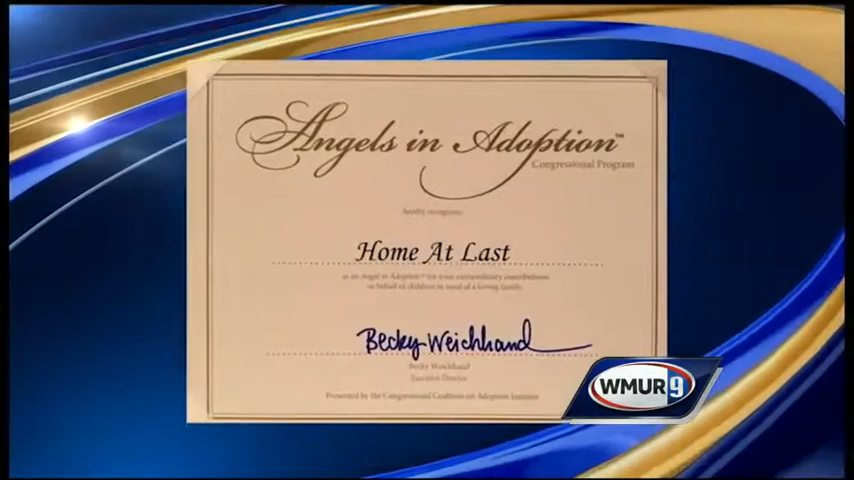 Angels in Adoption™
Congressional Program
hereby recognizes
Home At Last
as an Angel in Adoption™ for your extraordinary contributions
on behalf of children in need of a loving family.
Becky Weichhand
Becky Weichhand
Executive Director
Presented by the Congressional Coalition on Adoption Institute
WMUR 9